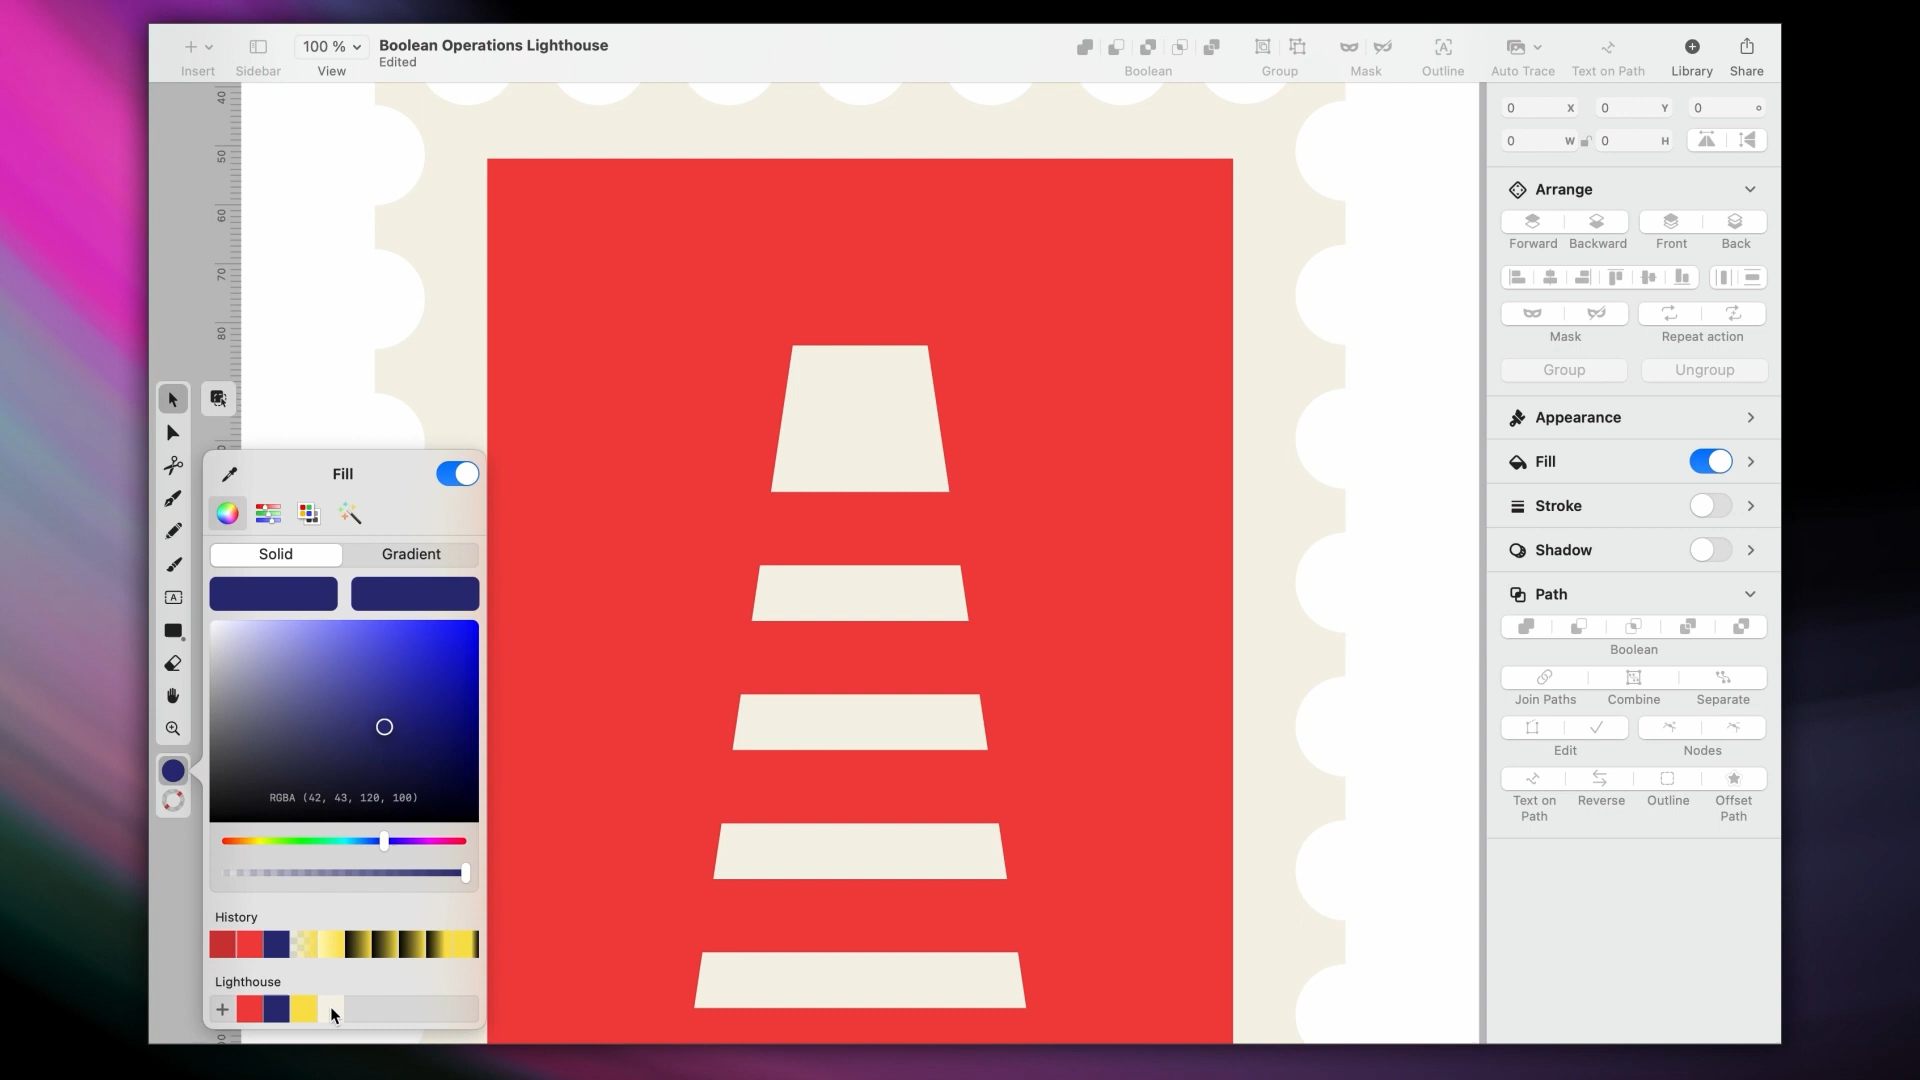 100 %
Boolean Operations Lighthouse
Edited
Insert
Sidebar
View
Boolean
Group
Mask
Outline
Auto Trace
Text on Path
Library
Share
40
50
60
70
80
0 X
0 Y
0 °
0 W
0 H
Arrange
Forward
Backward
Front
Back
Mask
Repeat action
Group
Ungroup
Appearance
Fill
Stroke
Shadow
Path
Boolean
Join Paths
Combine
Separate
Edit
Nodes
Text on
Path
Reverse
Outline
Offset
Path
Fill
Solid
Gradient
RGBA (42, 43, 120, 100)
History
Lighthouse